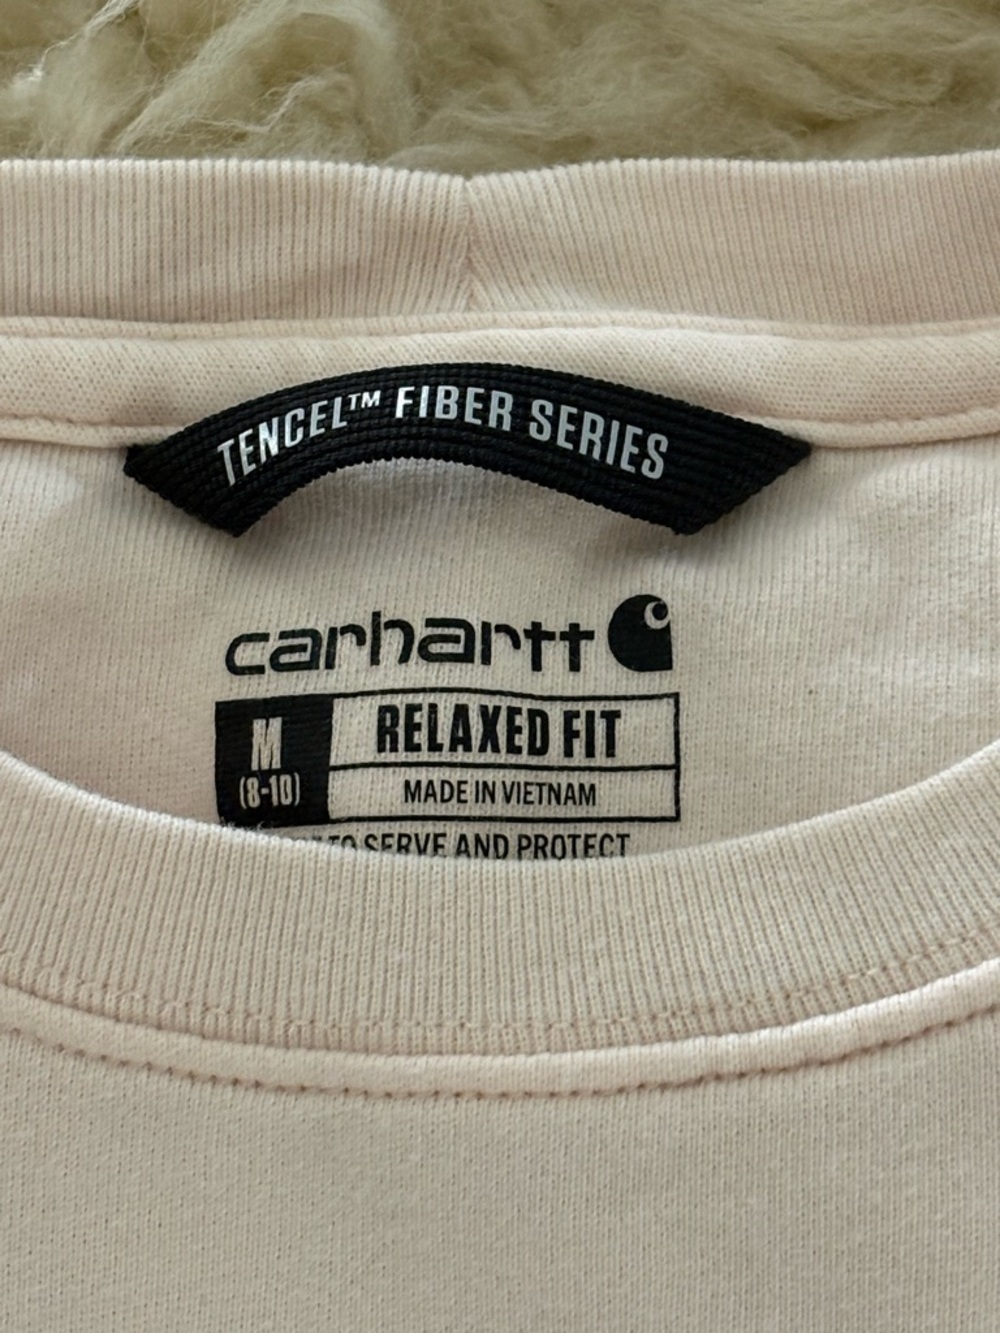 TENCEL™ FIBER SERIES
carhartt
M
(8-10)
RELAXED FIT
MADE IN VIETNAM
TO SERVE AND PROTECT